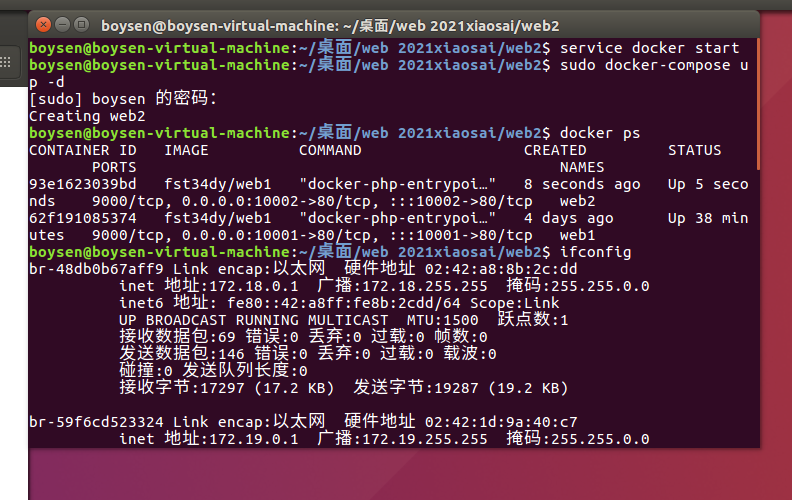 boysen@boysen-virtual-machine: ~/桌面/web 2021xiaosai/web2
boysen@boysen-virtual-machine:~/桌面/web 2021xiaosai/web2$ service docker start
boysen@boysen-virtual-machine:~/桌面/web 2021xiaosai/web2$ sudo docker-compose u
p -d
[sudo] boysen 的密码：
Creating web2
boysen@boysen-virtual-machine:~/桌面/web 2021xiaosai/web2$ docker ps
CONTAINER ID   IMAGE         COMMAND                  CREATED         STATUS
       PORTS                                               NAMES
93e1623039bd   fst34dy/web1   "docker-php-entrypoi…"   8 seconds ago   Up 5 seco
nds    9000/tcp, 0.0.0.0:10002->80/tcp, :::10002->80/tcp   web2
62f191085374   fst34dy/web1   "docker-php-entrypoi…"   4 days ago      Up 38 min
utes   9000/tcp, 0.0.0.0:10001->80/tcp, :::10001->80/tcp   web1
boysen@boysen-virtual-machine:~/桌面/web 2021xiaosai/web2$ ifconfig
br-48db0b67aff9 Link encap:以太网  硬件地址 02:42:a8:8b:2c:dd
          inet 地址:172.18.0.1  广播:172.18.255.255  掩码:255.255.0.0
          inet6 地址: fe80::42:a8ff:fe8b:2cdd/64 Scope:Link
          UP BROADCAST RUNNING MULTICAST  MTU:1500  跃点数:1
          接收数据包:69 错误:0 丢弃:0 过载:0 帧数:0
          发送数据包:146 错误:0 丢弃:0 过载:0 载波:0
          碰撞:0 发送队列长度:0
          接收字节:17297 (17.2 KB)  发送字节:19287 (19.2 KB)
br-59f6cd523324 Link encap:以太网  硬件地址 02:42:1d:9a:40:c7
          inet 地址:172.19.0.1  广播:172.19.255.255  掩码:255.255.0.0